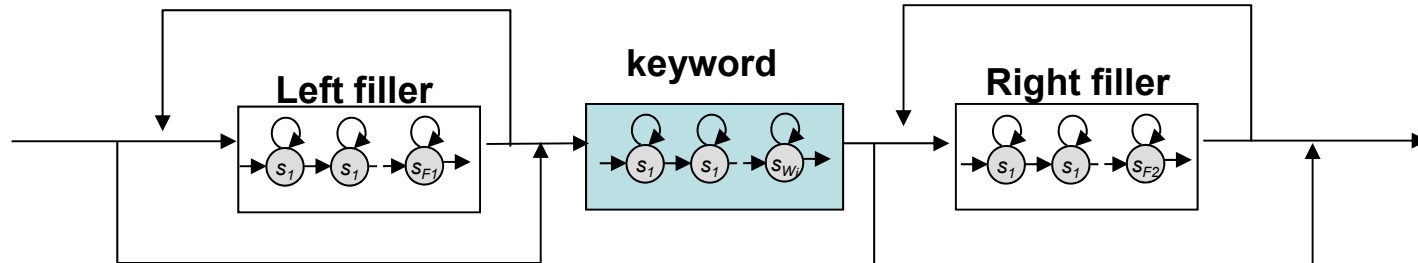 keyword
Left filler
Right filler
s1 s1 sF1
s1 s1 sWi
s1 s1 sF2